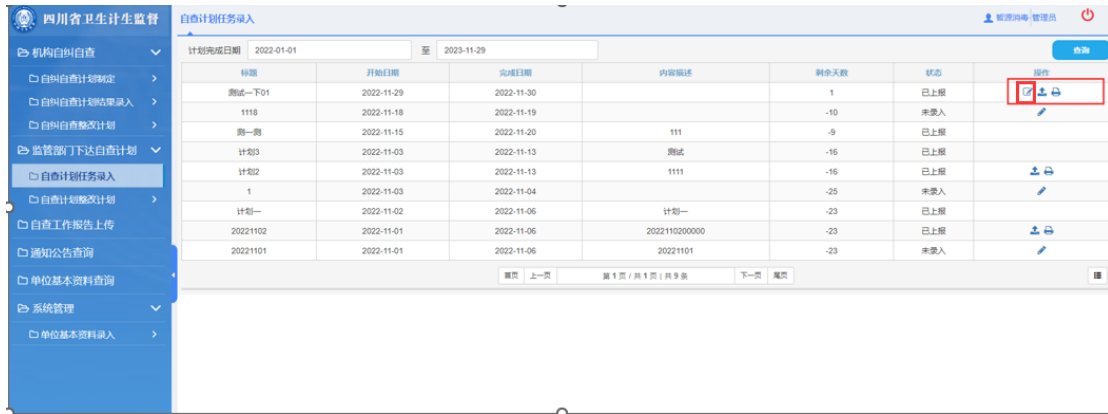 四川省卫生计生监督
自查计划任务录入
智源消毒 管理员
机构自纠自查
自纠自查计划制定
自纠自查计划结果录入
自纠自查整改计划
监管部门下达自查计划
自查计划任务录入
自查计划整改计划
自查工作报告上传
通知公告查询
单位基本资料查询
系统管理
单位基本资料录入
计划完成日期 2022-01-01 至 2023-11-29 查询
标题 开始日期 完成日期 内容描述 剩余天数 状态 操作
测试一下01 2022-11-29 2022-11-30 1 已上报
1118 2022-11-18 2022-11-19 -10 未录入
测一测 2022-11-15 2022-11-20 111 -9 已上报
计划3 2022-11-03 2022-11-13 测试 -16 已上报
计划2 2022-11-03 2022-11-13 1111 -16 已上报
1 2022-11-03 2022-11-04 -25 未录入
计划一 2022-11-02 2022-11-06 计划一 -23 已上报
20221102 2022-11-01 2022-11-06 2022110200000 -23 已上报
20221101 2022-11-01 2022-11-06 20221101 -23 未录入
首页 上一页 第1页/共1页|共9条 下一页 尾页